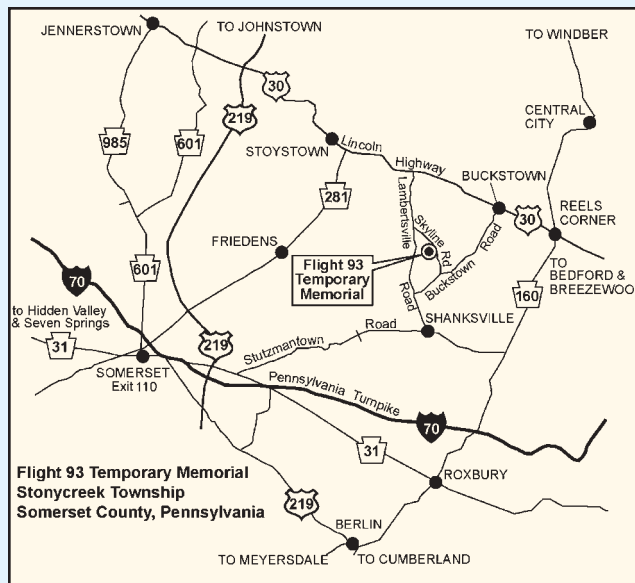 JENNERSTOWN
TO JOHNSTOWN
TO WINDBER
30
219
CENTRAL
CITY
985
601
STOYSTOWN
Lincoln
Highway
BUCKSTOWN
281
Lambertsville
Road
Skyline
Rd
30
REELS
CORNER
FRIEDENS
Buckstown
Road
Flight 93
Temporary
Memorial
TO
BEDFORD &
BREEZEWOO
601
70
160
to Hidden Valley
& Seven Springs
31
219
Stutzmantown
Road
SHANKSVILLE
SOMERSET
Exit 110
Pennsylvania Turnpike
70
31
Flight 93 Temporary Memorial
Stonycreek Township
Somerset County, Pennsylvania
ROXBURY
219
BERLIN
TO MEYERSDALE
TO CUMBERLAND